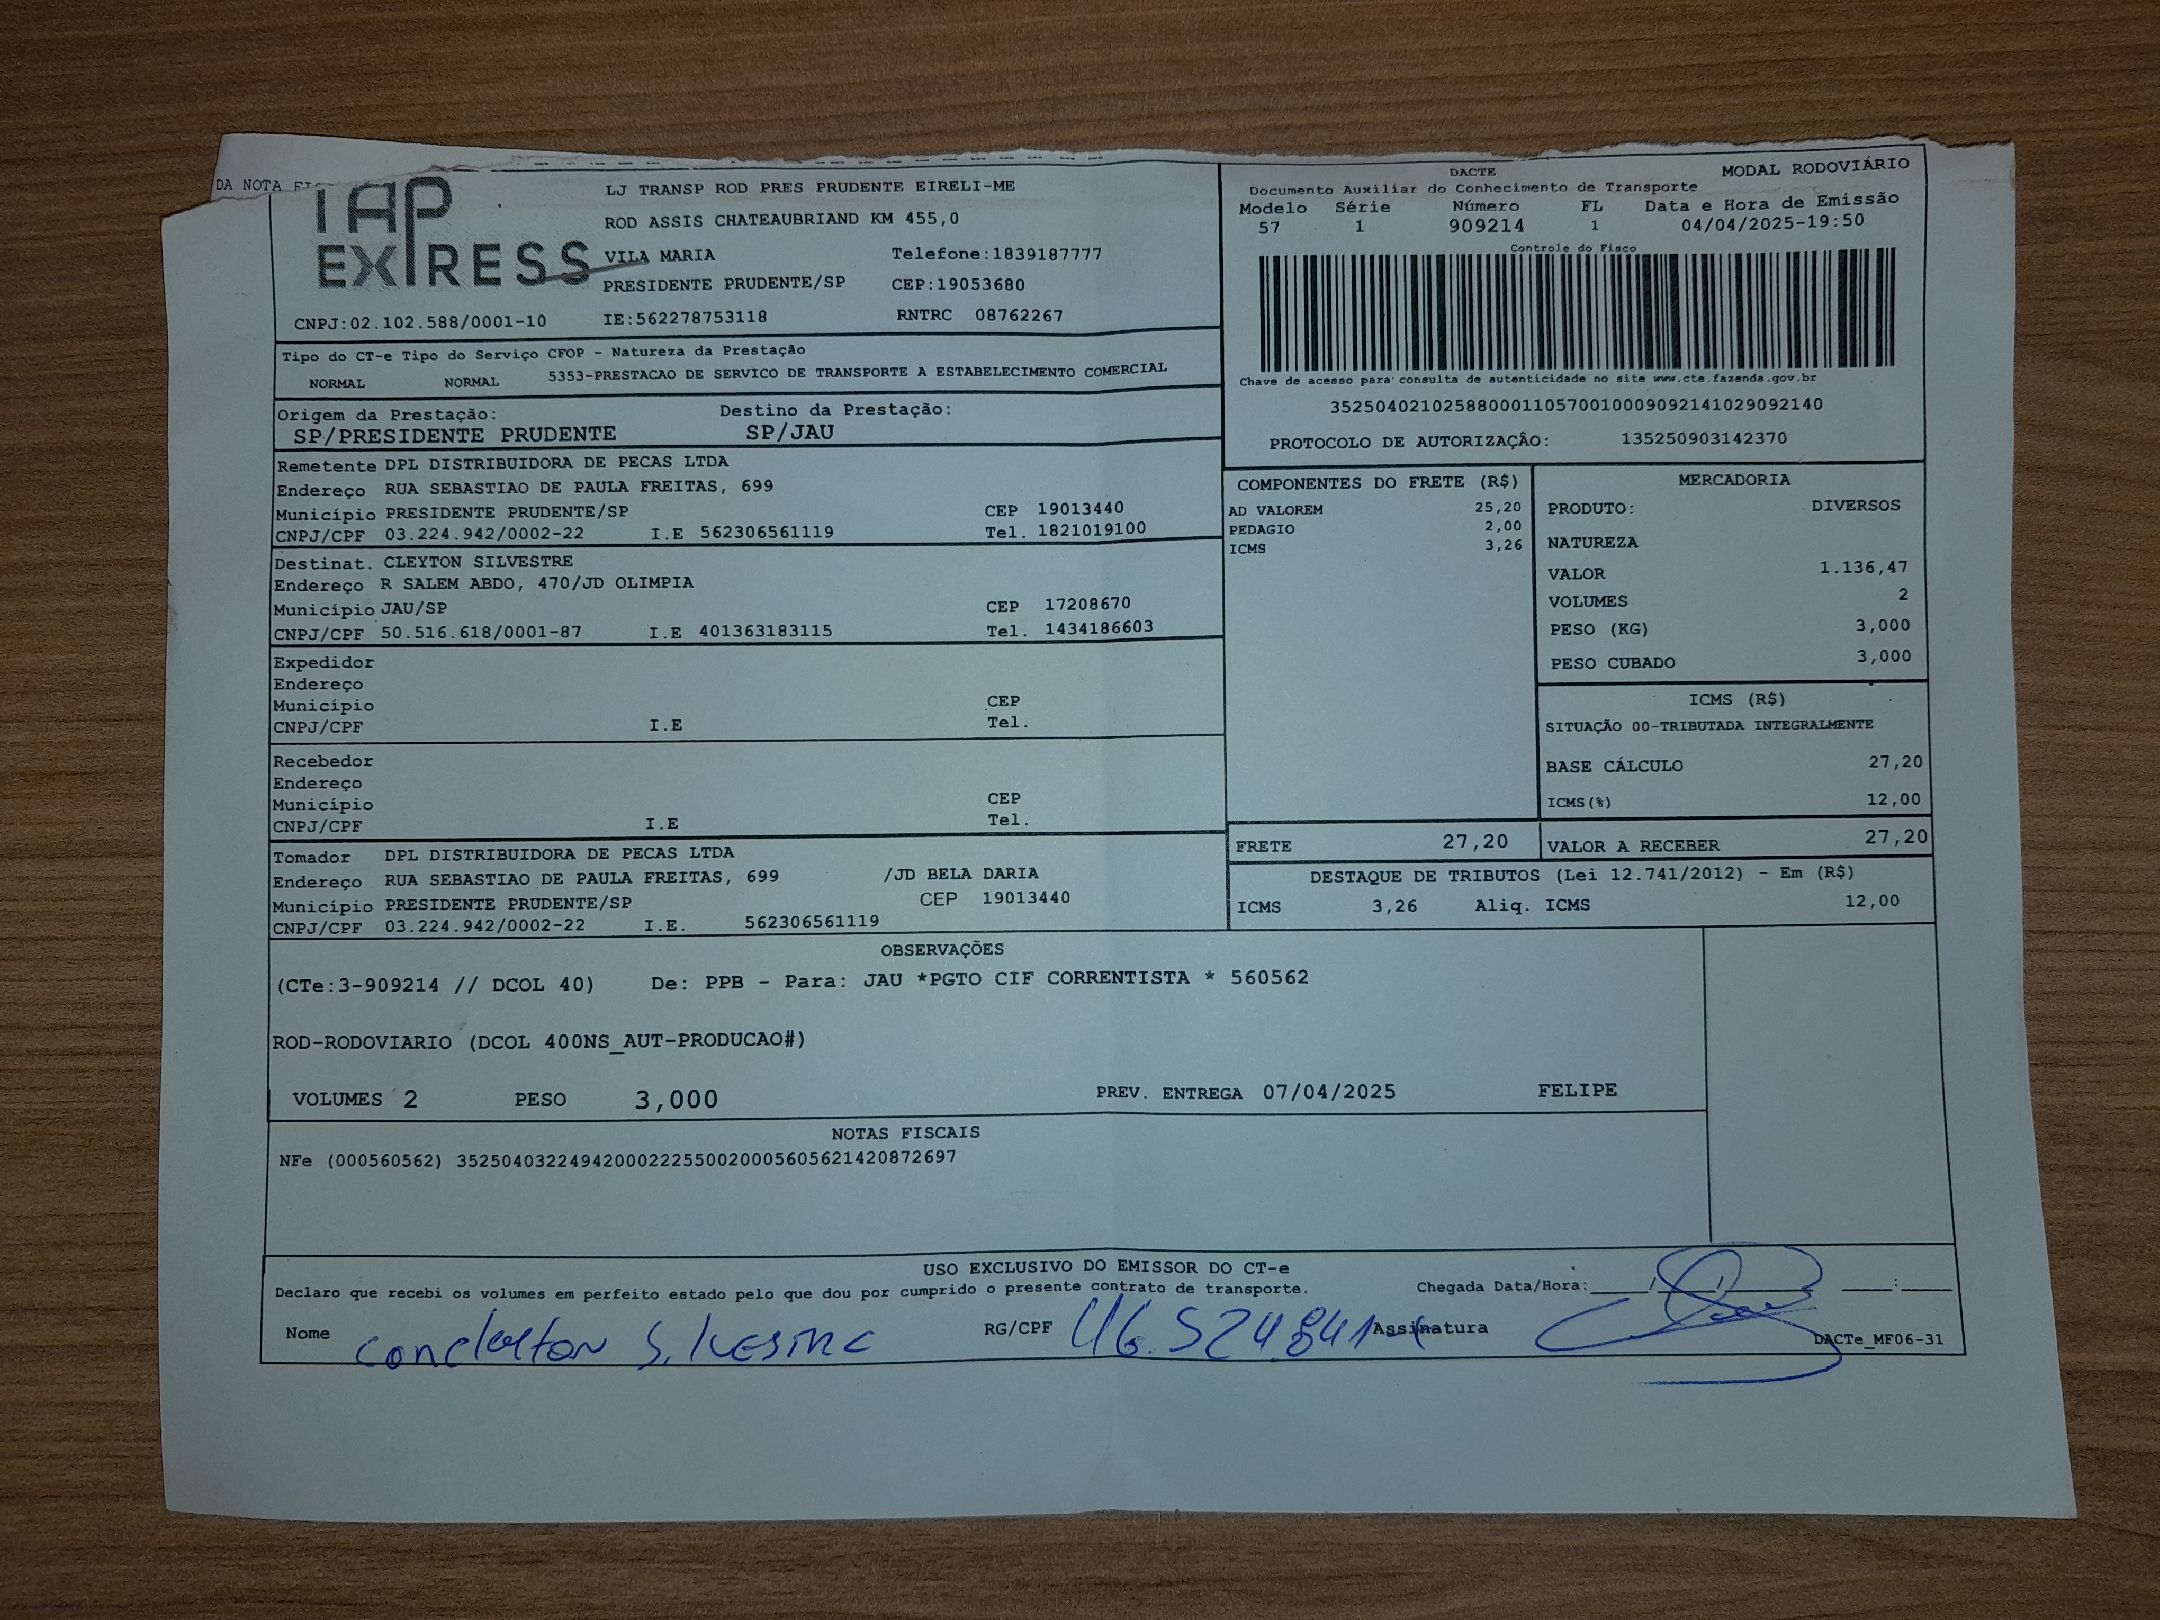 DA NOTA FIS
TAP
EXPRESS
LJ TRANSP ROD PRES PRUDENTE EIRELI-ME
ROD ASSIS CHATEAUBRIAND KM 455,0
VILA MARIA Telefone:1839187777
PRESIDENTE PRUDENTE/SP CEP:19053680
CNPJ:02.102.588/0001-10 IE:562278753118 RNTRC 08762267
DACTE MODAL RODOVIÁRIO
Documento Auxiliar do Conhecimento de Transporte
Modelo Série Número FL Data e Hora de Emissão
57 1 909214 1 04/04/2025-19:50
Controle do Fisco
Chave de acesso para consulta de autenticidade no site www.cte.fazenda.gov.br
35250402102588000110570010009092141029092140
PROTOCOLO DE AUTORIZAÇÂO: 135250903142370
Tipo do CT-e Tipo do Serviço CFOP - Natureza da Prestação
NORMAL NORMAL 5353-PRESTACAO DE SERVICO DE TRANSPORTE A ESTABELECIMENTO COMERCIAL
Origem da Prestação: Destino da Prestação:
SP/PRESIDENTE PRUDENTE SP/JAU
Remetente DPL DISTRIBUIDORA DE PECAS LTDA
Endereço RUA SEBASTIAO DE PAULA FREITAS, 699
Município PRESIDENTE PRUDENTE/SP CEP 19013440
CNPJ/CPF 03.224.942/0002-22 I.E 562306561119 Tel. 1821019100
Destinat. CLEYTON SILVESTRE
Endereço R SALEM ABDO, 470/JD OLIMPIA
Município JAU/SP CEP 17208670
CNPJ/CPF 50.516.618/0001-87 I.E 401363183115 Tel. 1434186603
Expedidor
Endereço
Município CEP
CNPJ/CPF I.E Tel.
Recebedor
Endereço
Município CEP
CNPJ/CPF I.E Tel.
Tomador DPL DISTRIBUIDORA DE PECAS LTDA
Endereço RUA SEBASTIAO DE PAULA FREITAS, 699 /JD BELA DARIA
Município PRESIDENTE PRUDENTE/SP CEP 19013440
CNPJ/CPF 03.224.942/0002-22 I.E. 562306561119
COMPONENTES DO FRETE (R$)
AD VALOREM 25,20
PEDAGIO 2,00
ICMS 3,26
MERCADORIA
PRODUTO: DIVERSOS
NATUREZA
VALOR 1.136,47
VOLUMES 2
PESO (KG) 3,000
PESO CUBADO 3,000
ICMS (R$)
SITUAÇÃO 00-TRIBUTADA INTEGRALMENTE
BASE CÁLCULO 27,20
ICMS(%) 12,00
FRETE 27,20 VALOR A RECEBER 27,20
DESTAQUE DE TRIBUTOS (Lei 12.741/2012) - Em (R$)
ICMS 3,26 Aliq. ICMS 12,00
OBSERVAÇÕES
(CTe:3-909214 // DCOL 40) De: PPB - Para: JAU *PGTO CIF CORRENTISTA * 560562
ROD-RODOVIARIO (DCOL 400NS_AUT-PRODUCAO#)
VOLUMES 2 PESO 3,000 PREV. ENTREGA 07/04/2025 FELIPE
NOTAS FISCAIS
NFe (000560562) 35250403224942000222550020005605621420872697
USO EXCLUSIVO DO EMISSOR DO CT-e
Declaro que recebi os volumes em perfeito estado pelo que dou por cumprido o presente contrato de transporte. Chegada Data/Hora:____/____/____ ____:____
Nome Silvestre RG/CPF 46.524.841 Assinatura
DACTe_MF06-31